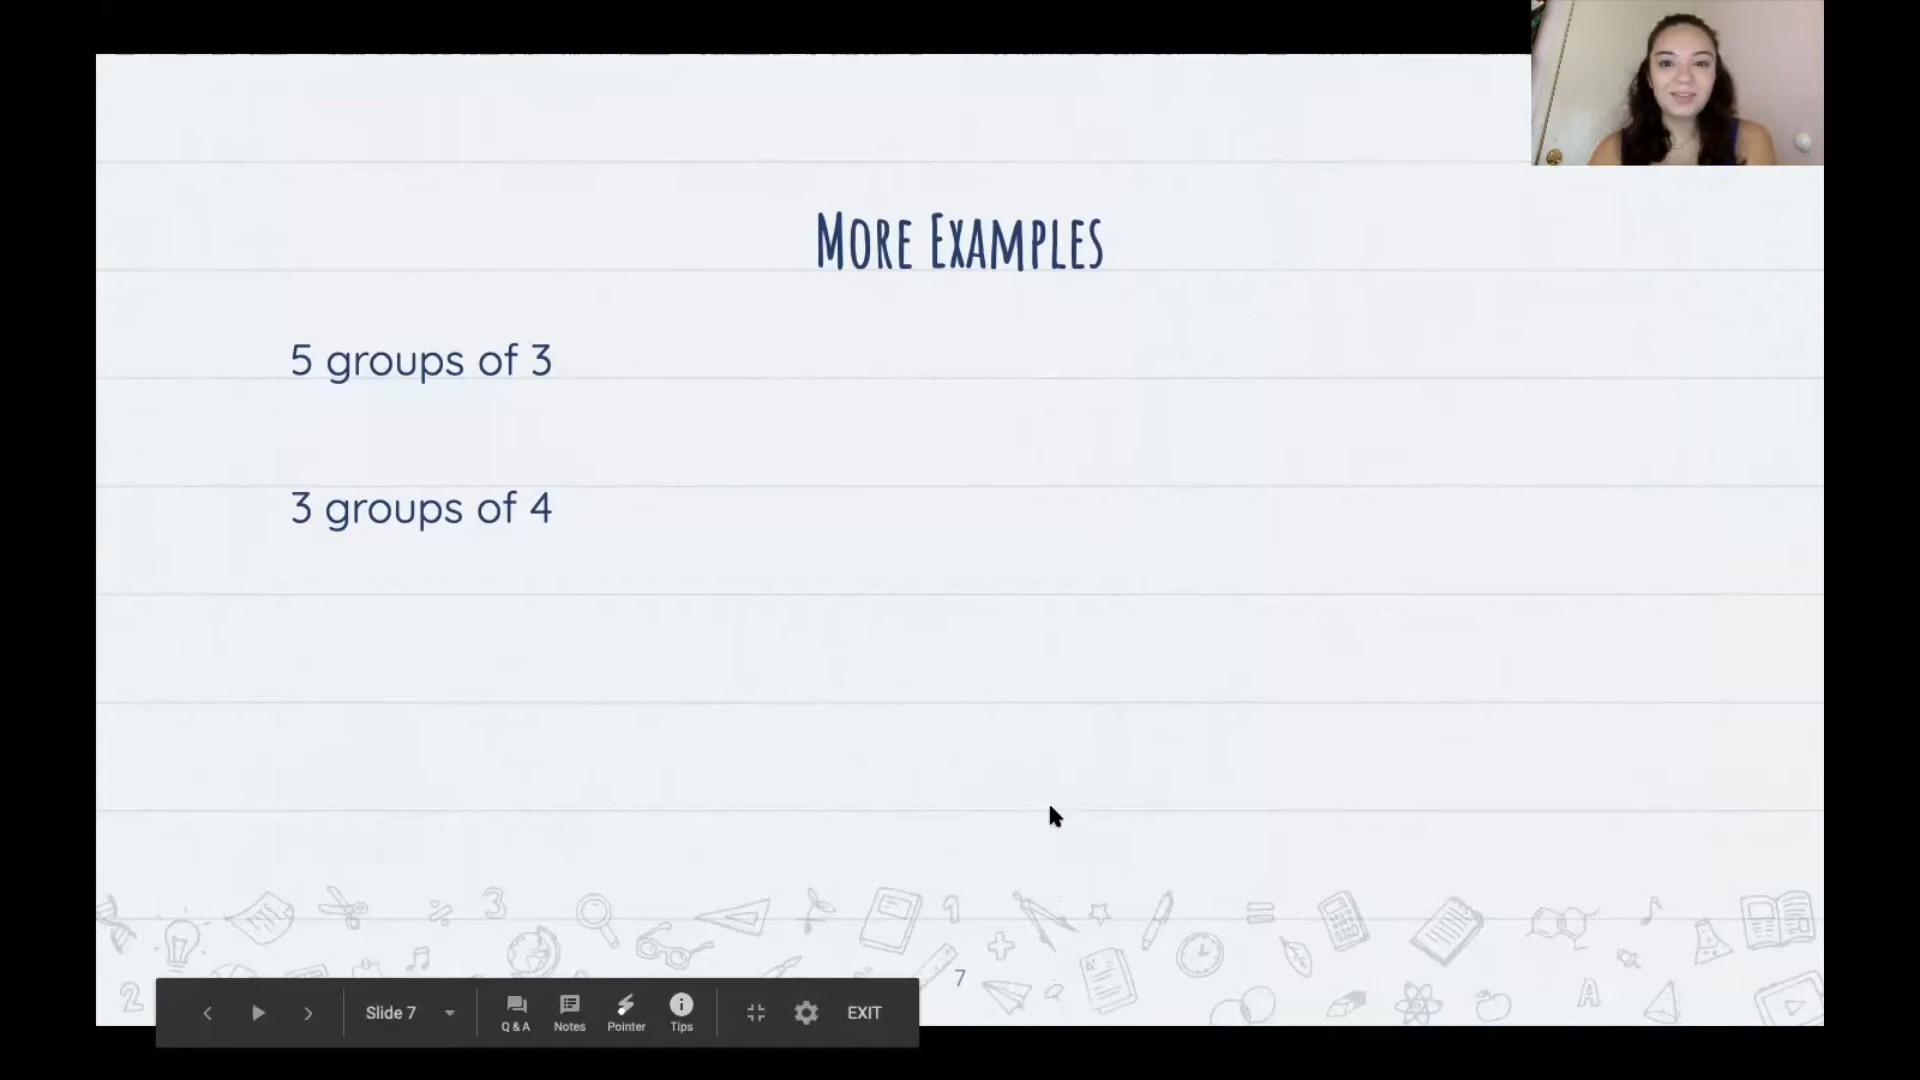 More Examples
5 groups of 3
3 groups of 4
7
Slide 7
Q & A
Notes
Pointer
Tips
EXIT